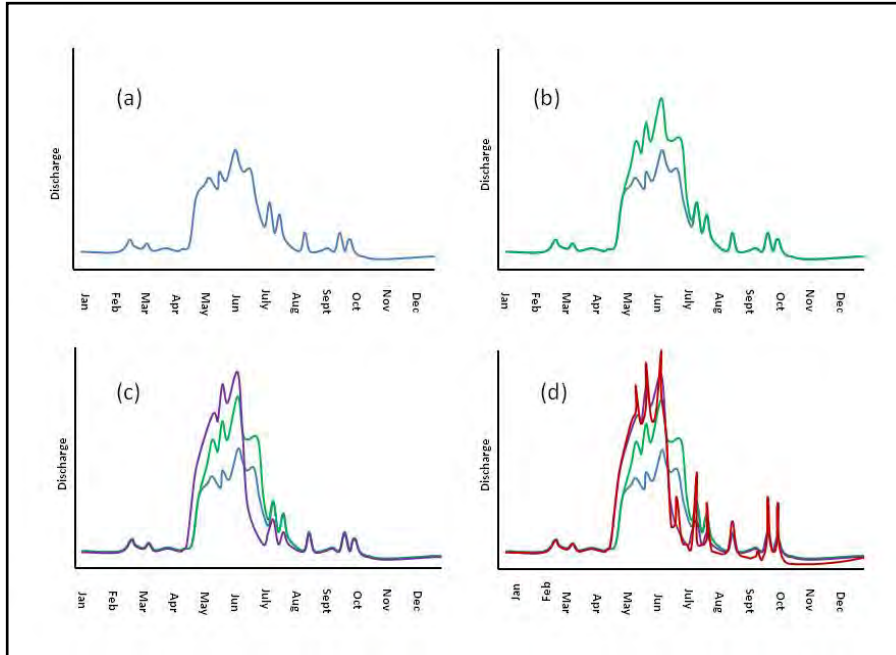 (a)
Discharge
Jan
Feb
Mar
Apr
May
Jun
July
Aug
Sept
Oct
Nov
Dec
(b)
Jan
Feb
Mar
Apr
May
Jun
July
Aug
Sept
Oct
Nov
Dec
(c)
Discharge
Jan
Feb
Mar
Apr
May
Jun
July
Aug
Sept
Oct
Nov
Dec
(d)
Discharge
Jan
Feb
Mar
Apr
May
Jun
July
Aug
Sept
Oct
Nov
Dec